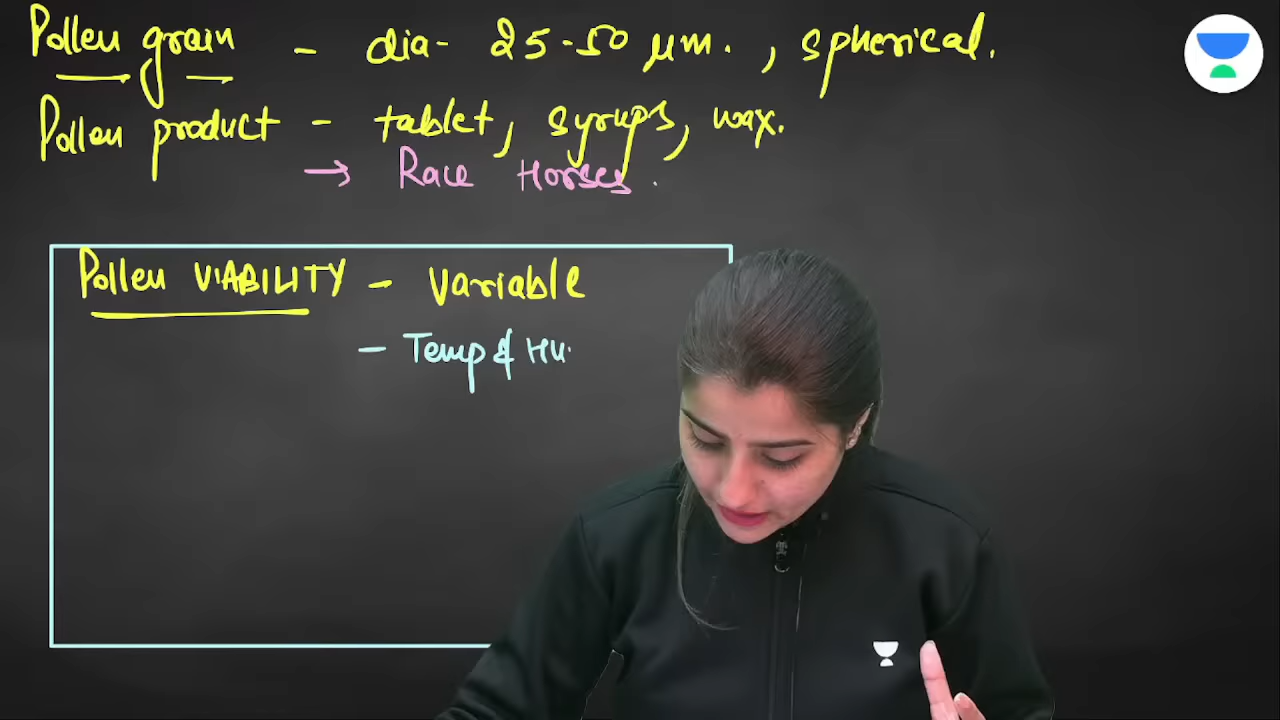 Pollen grain - dia- 25-50 μm. , spherical.
Pollen product - tablet, syrups, wax.
→ Race Horses.
Pollen VIABILITY - Variable
- Temp & Hu